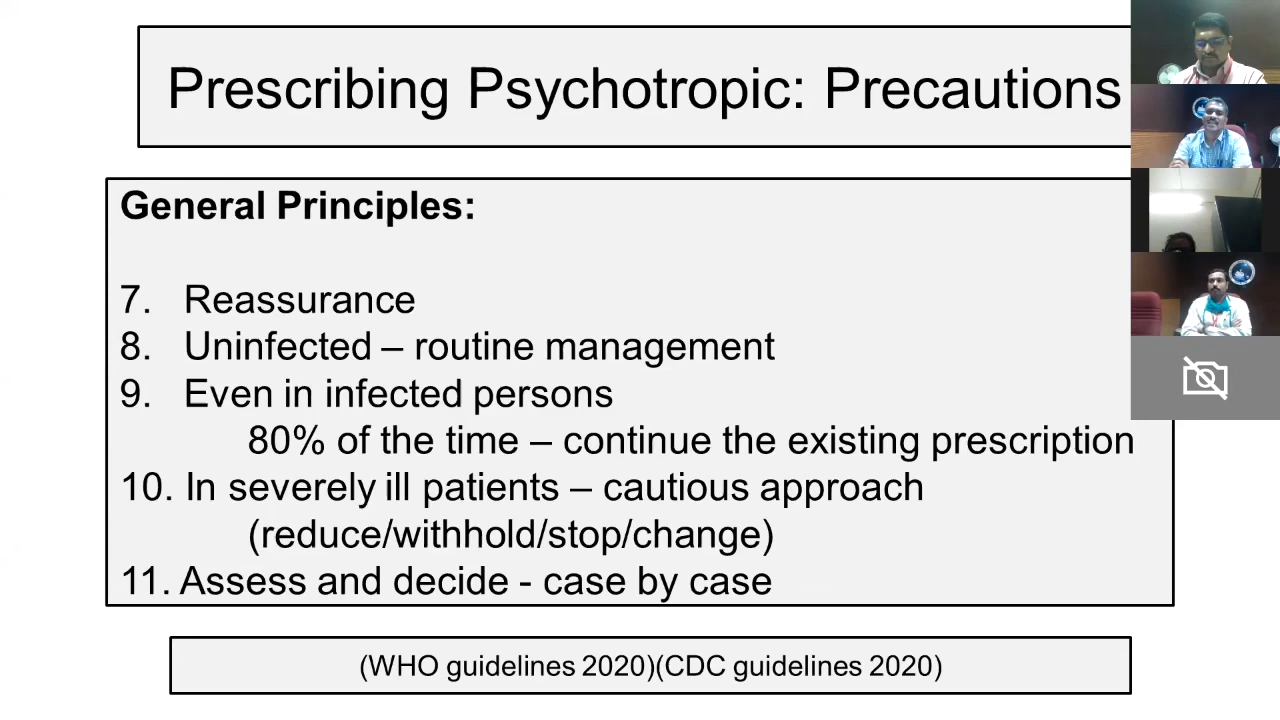 Prescribing Psychotropic: Precautions
General Principles:
7. Reassurance
8. Uninfected – routine management
9. Even in infected persons
80% of the time – continue the existing prescription
10. In severely ill patients – cautious approach
(reduce/withhold/stop/change)
11. Assess and decide - case by case
(WHO guidelines 2020)(CDC guidelines 2020)